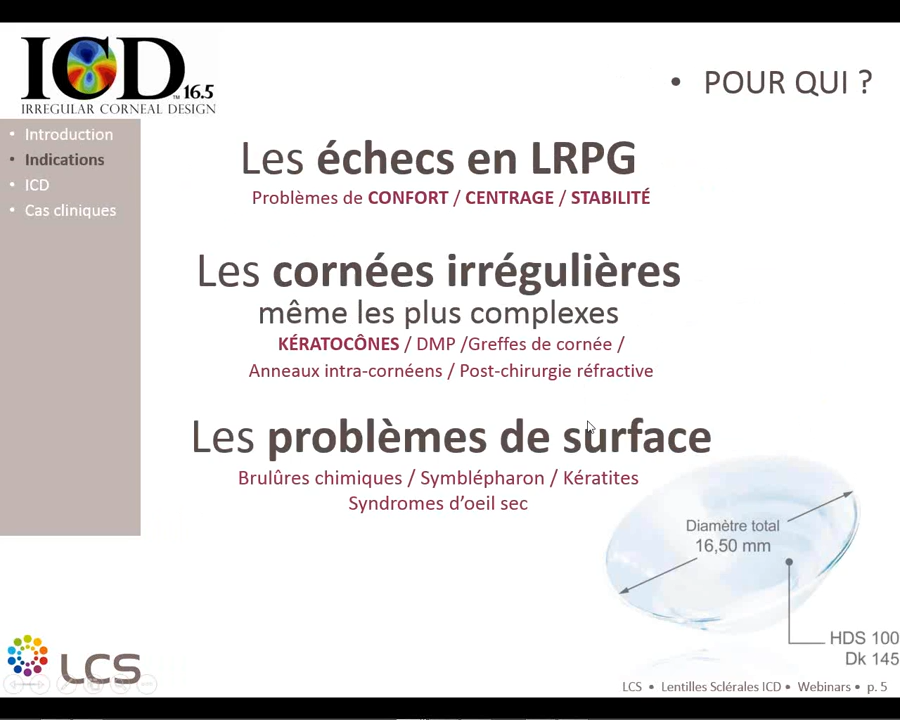 ICD™ 16.5
IRREGULAR CORNEAL DESIGN
• POUR QUI ?
• Introduction
• Indications
• ICD
• Cas cliniques
Les échecs en LRPG
Problèmes de CONFORT / CENTRAGE / STABILITÉ
Les cornées irrégulières
même les plus complexes
KÉRATOCÔNES / DMP /Greffes de cornée /
Anneaux intra-cornéens / Post-chirurgie réfractive
Les problèmes de surface
Brulûres chimiques / Symblépharon / Kératites
Syndromes d’oeil sec
Diamètre total
16,50 mm
HDS 100
Dk 145
LCS
LCS • Lentilles Sclérales ICD • Webinars • p. 5